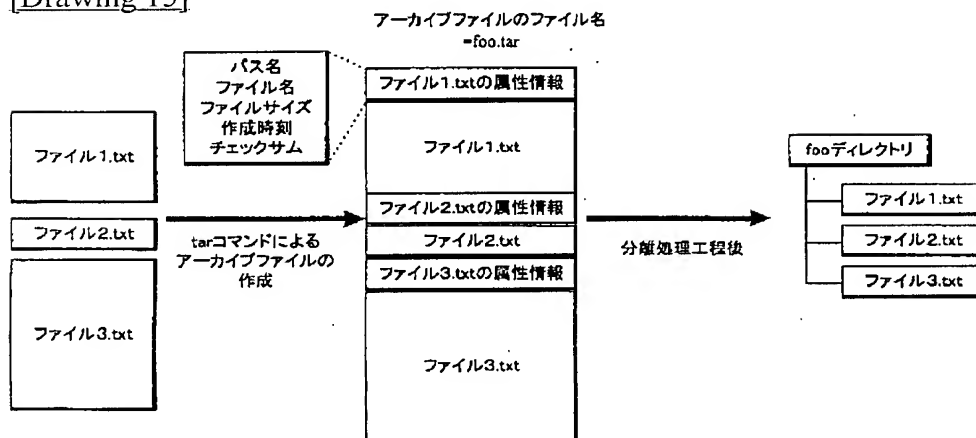 [Drawing 15]
アーカイブファイルのファイル名
=foo.tar
パス名
ファイル名
ファイルサイズ
作成時刻
チェックサム
ファイル1.txt
ファイル2.txt
ファイル3.txt
tarコマンドによる
アーカイブファイルの
作成
ファイル1.txtの属性情報
ファイル1.txt
ファイル2.txtの属性情報
ファイル2.txt
ファイル3.txtの属性情報
ファイル3.txt
分離処理工程後
fooディレクトリ
ファイル1.txt
ファイル2.txt
ファイル3.txt